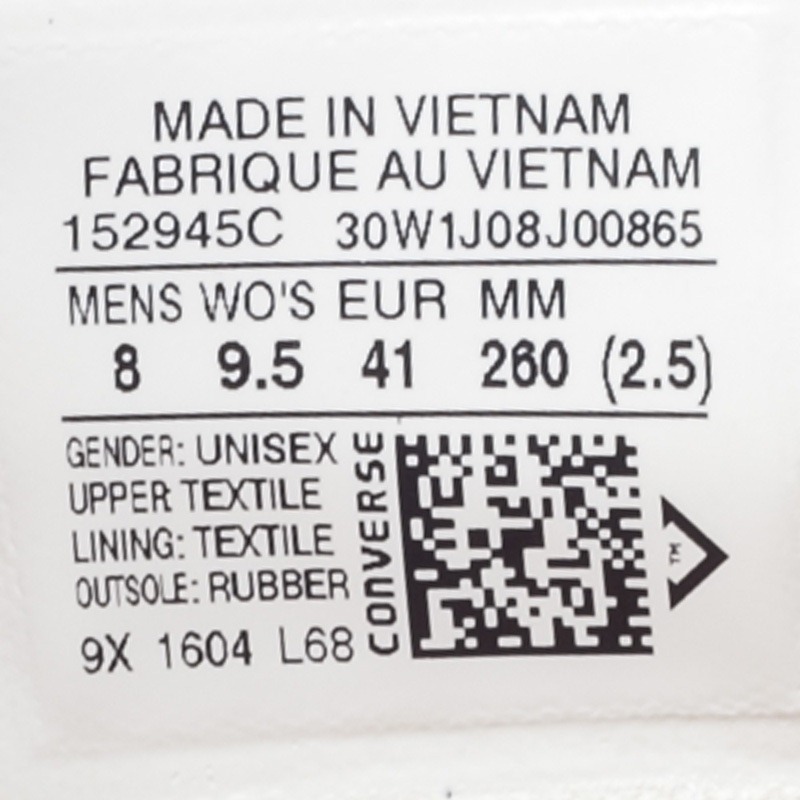 MADE IN VIETNAM
FABRIQUE AU VIETNAM
152945C 30W1J08J00865
MENS WO'S EUR MM
8 9.5 41 260 (2.5)
GENDER: UNISEX
UPPER TEXTILE
LINING: TEXTILE
OUTSOLE: RUBBER
9X 1604 L68
CONVERSE
TM